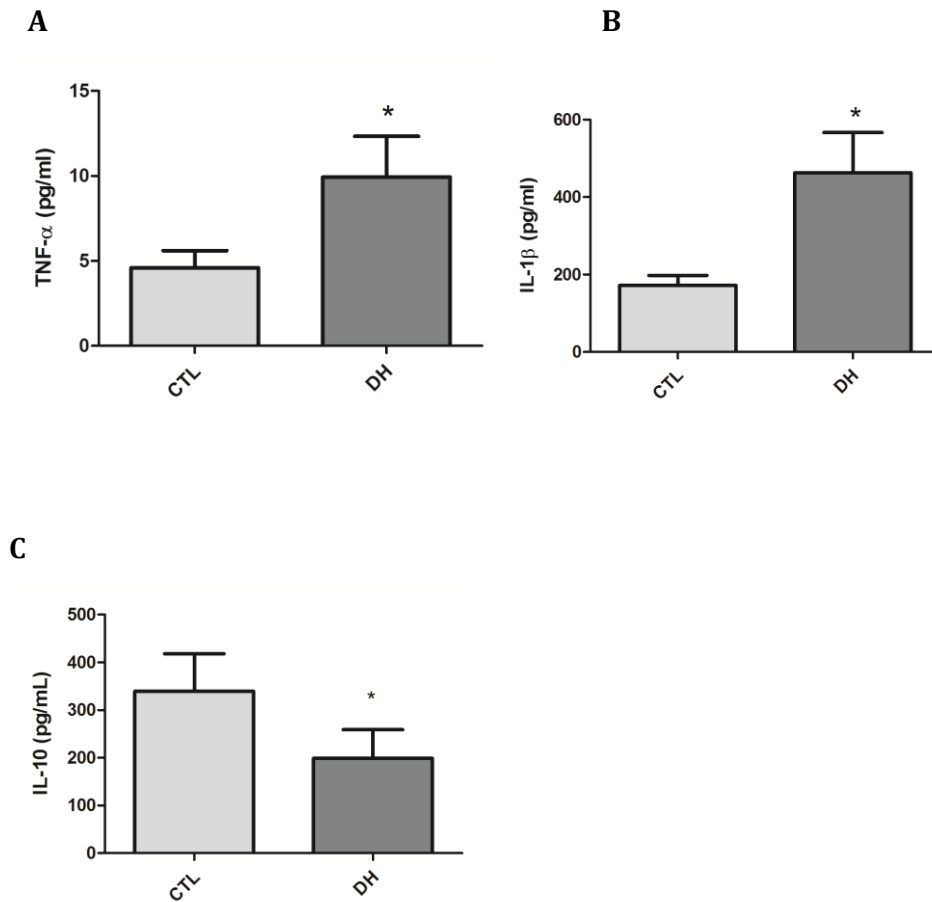 A
TNF-α (pg/ml)
15
10
5
0
*
CTL
DH
B
IL-1β (pg/ml)
600
400
200
0
*
CTL
DH
C
IL-10 (pg/mL)
500
400
300
200
100
0
*
CTL
DH